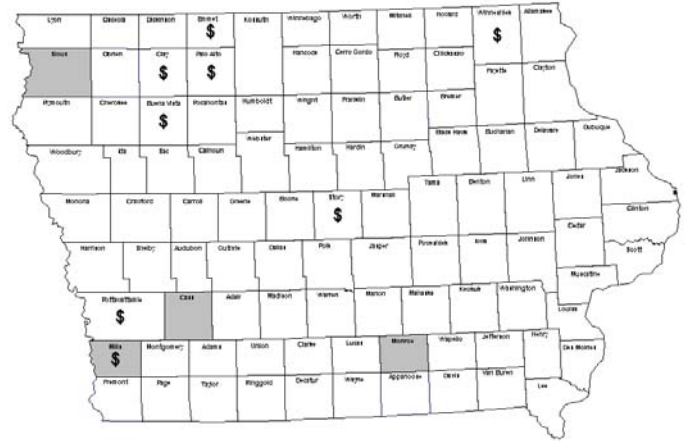 Lyon Osceola Dickinson Emmet Kossuth Winnebago Worth Mitchell Howard Winneshiek Allamakee
$ $
Sioux Obrien Clay Palo Alto Hancock Cerro Gordo Floyd Chickasaw
$ $
Fayette Clayton
Plymouth Cherokee Buena Vista Pocahontas Humboldt Wright Franklin Butler Bremer
$
Webster Black Hawk Buchanan Delaware Dubuque
Woodbury Ida Sac Calhoun Hamilton Hardin Grundy
Tama Benton Linn Jones Jackson
Monona Crawford Carroll Greene Boone Story Marshall
$
Clinton
Cedar
Harrison Shelby Audubon Guthrie Dallas Polk Jasper Poweshiek Iowa Johnson Scott
Muscatine
Pottawattamie Cass Adair Madison Warren Marion Mahaska Keokuk Washington
$
Louisa
Mills Montgomery Adams Union Clarke Lucas Monroe Wapello Jefferson Henry
$
Des Moines
Fremont Page Taylor Ringgold Decatur Wayne Appanoose Davis Van Buren
Lee